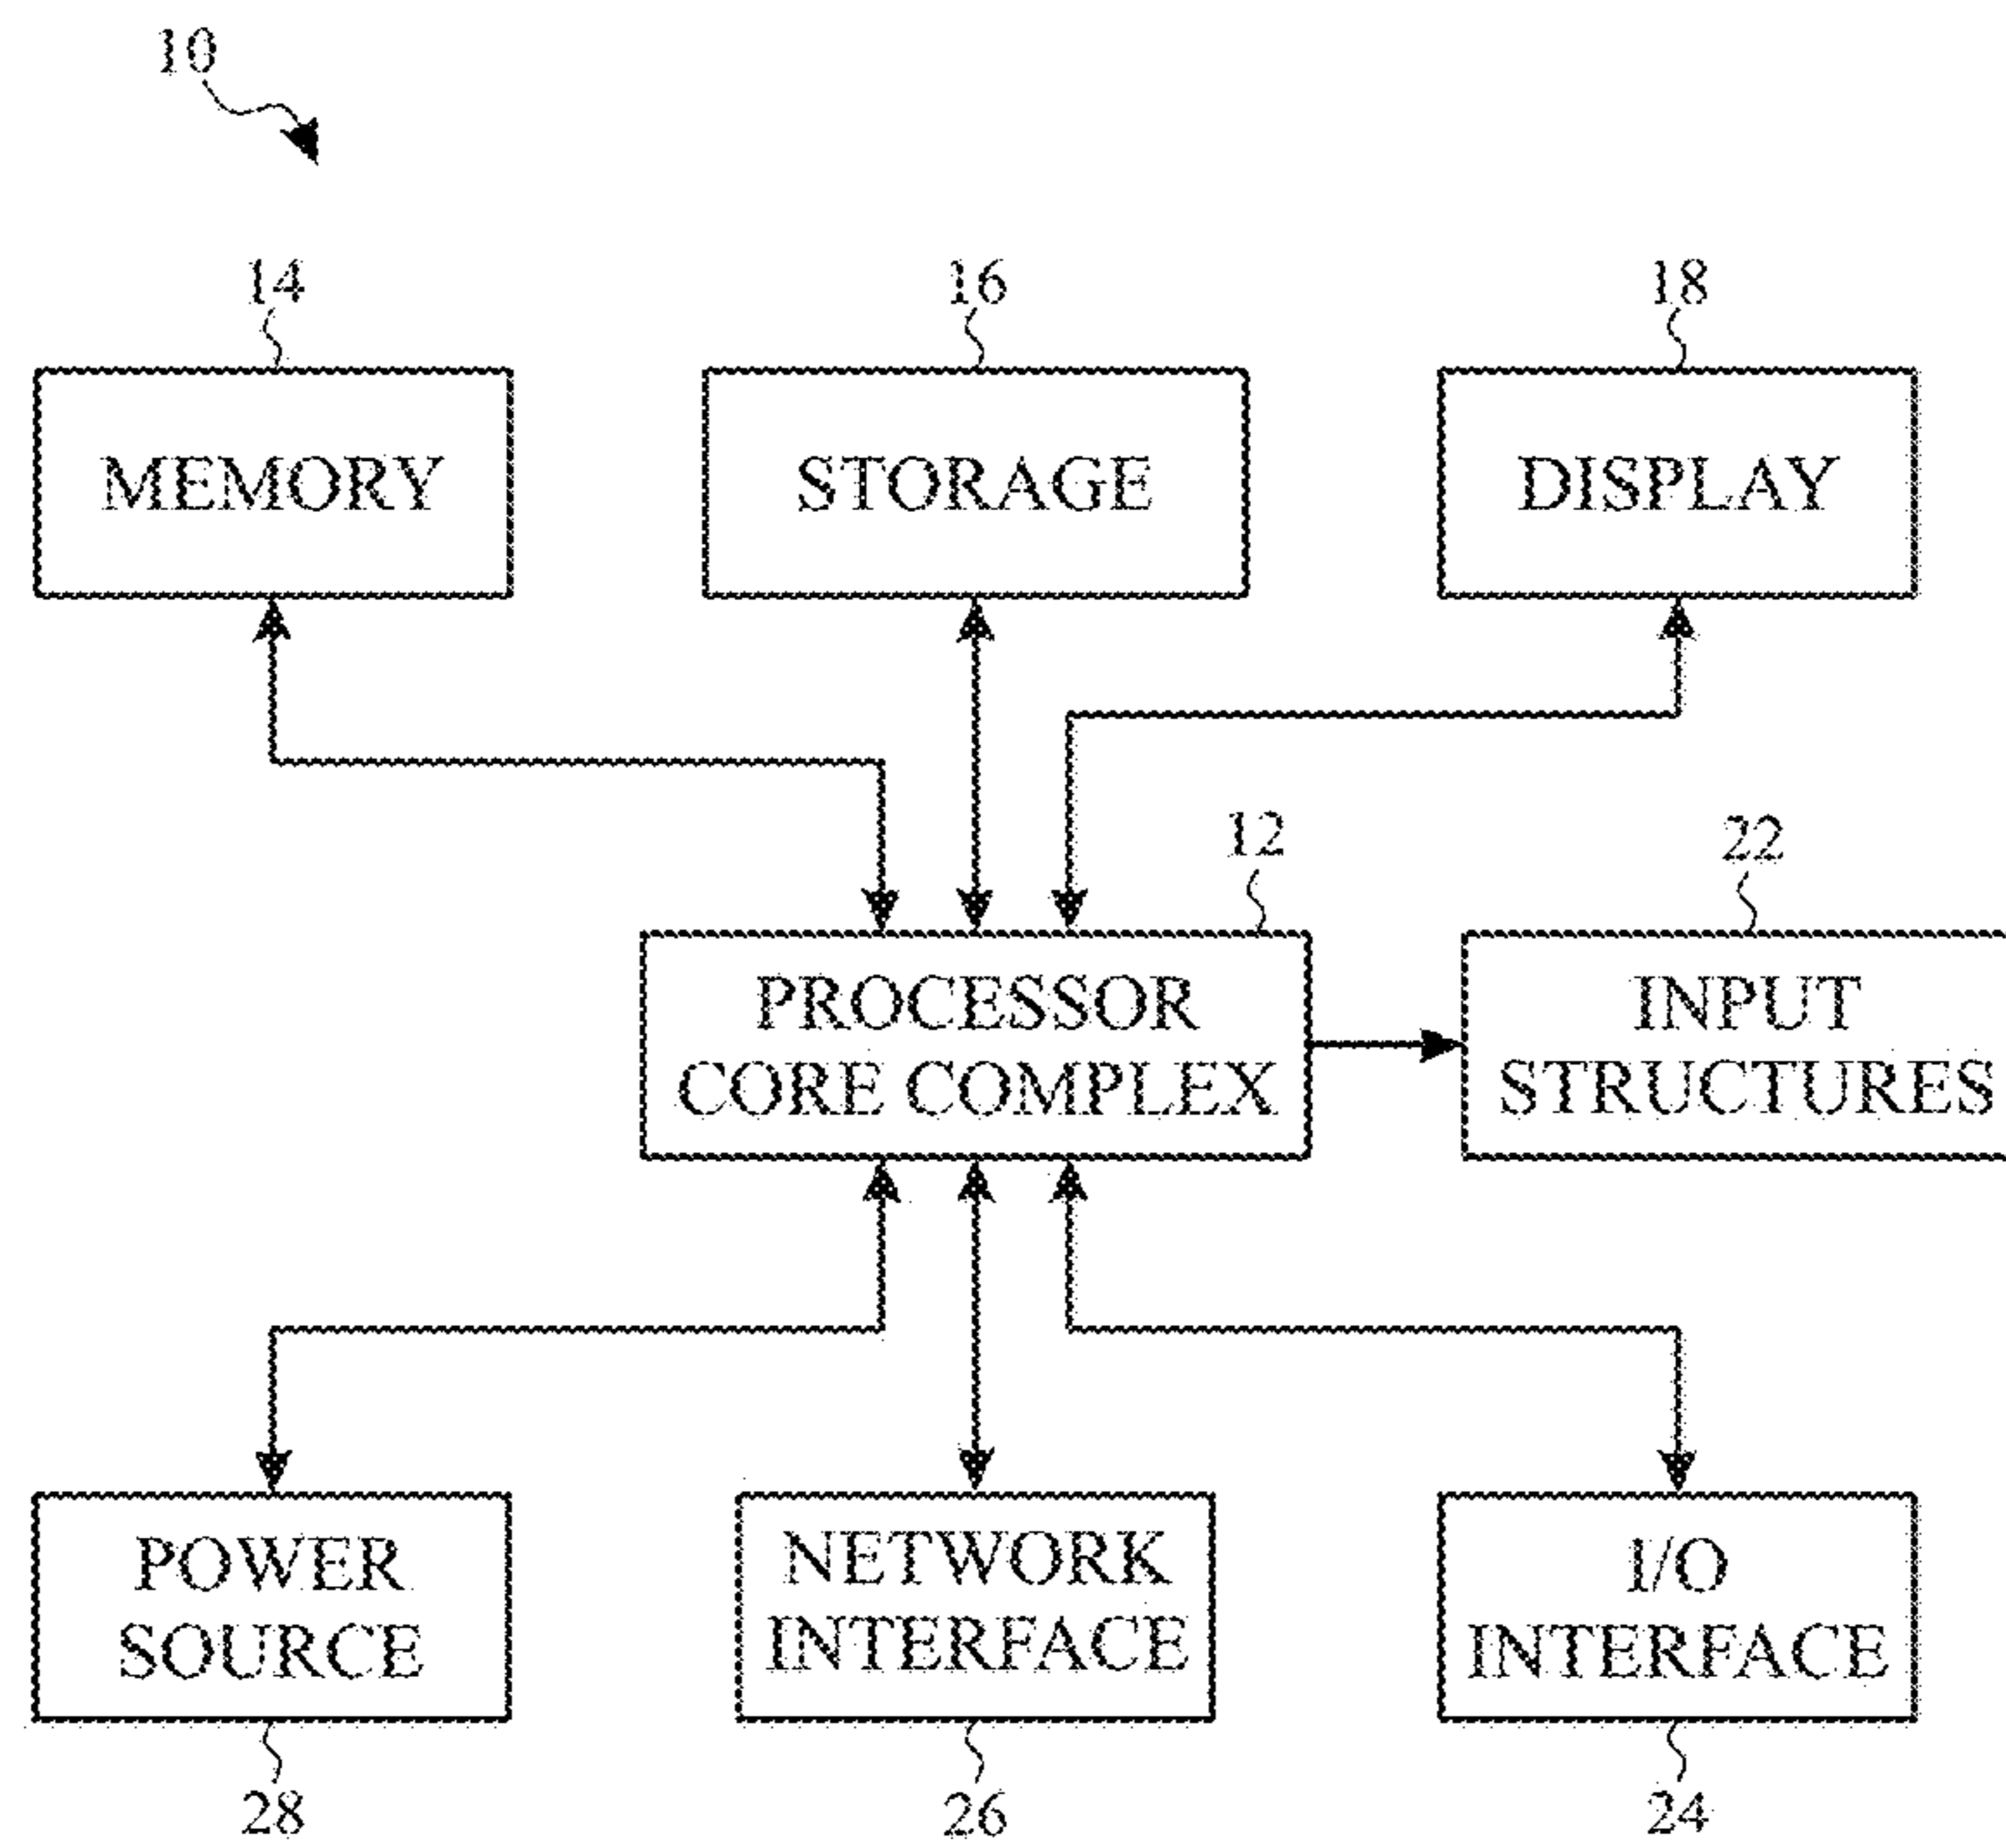 10
14
16
18
MEMORY
STORAGE
DISPLAY
12
22
PROCESSOR
CORE COMPLEX
INPUT
STRUCTURES
POWER
SOURCE
NETWORK
INTERFACE
I/O
INTERFACE
28
26
24